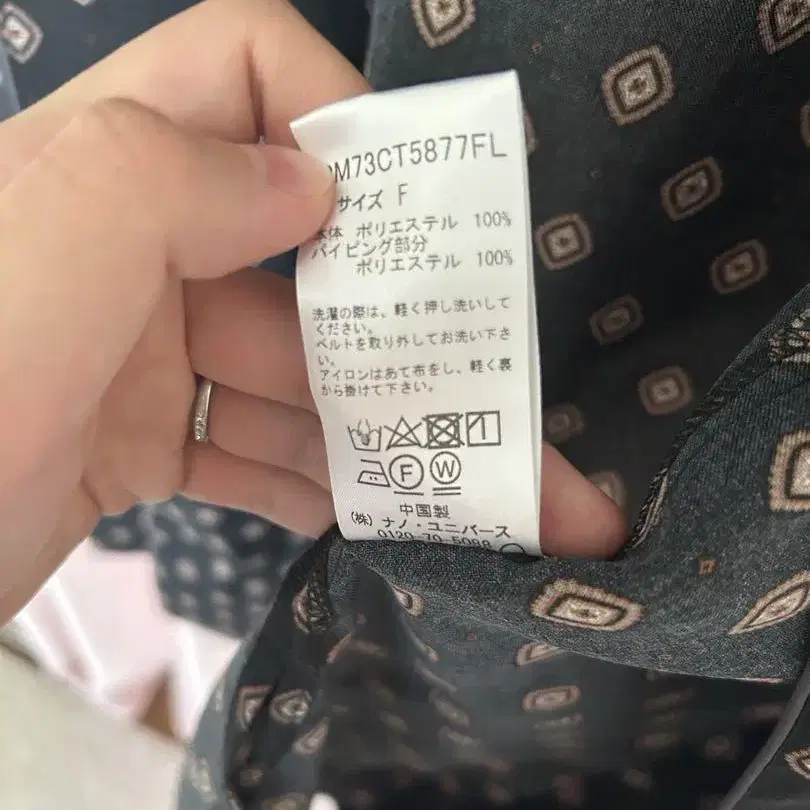 M73CT5877FL
サイズ F
本体 ポリエステル 100%
パイピング部分
ポリエステル 100%
洗濯の際は、軽く押し洗いして
ください。
ベルトを取り外してお洗い下さ
い。
アイロンはあて布をし、軽く裏
から掛けて下さい。
F W
中国製
(株) ナノ・ユニバース
0120-70-5088